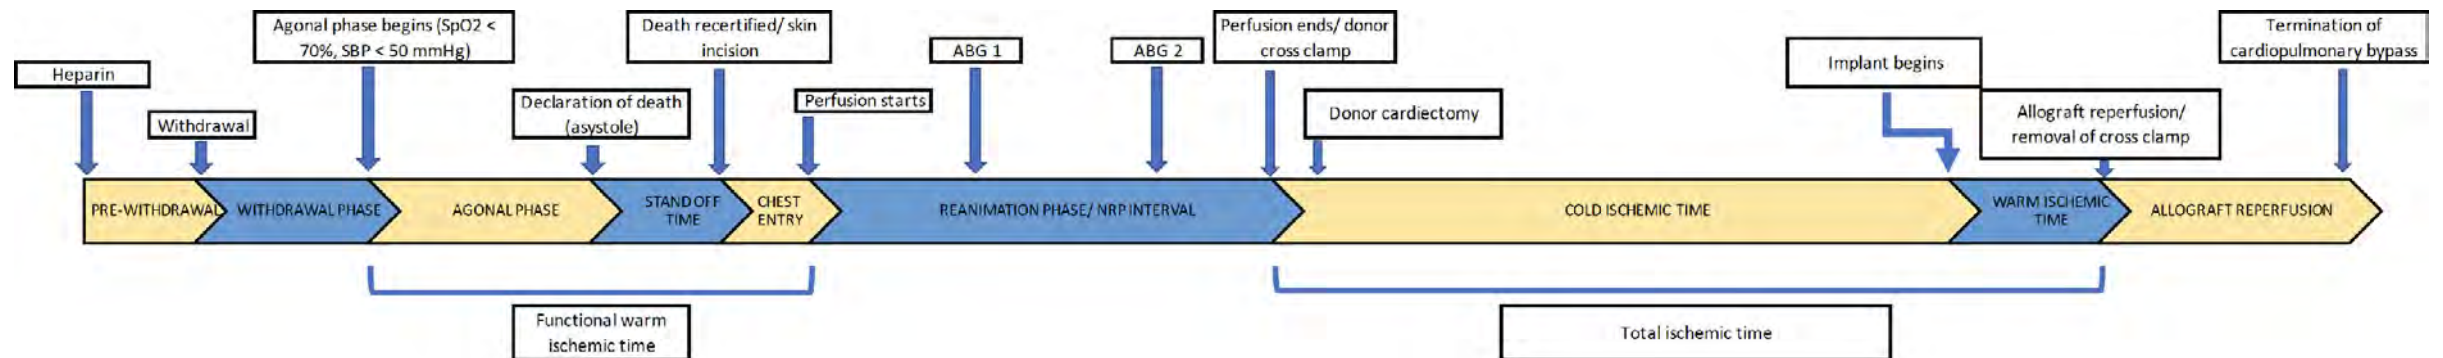 Heparin
Withdrawal
Agonal phase begins (SpO2 <
70%, SBP < 50 mmHg)
Declaration of death
(asystole)
Death recertified/ skin
incision
Perfusion starts
ABG 1
ABG 2
Perfusion ends/ donor
cross clamp
Donor cardiectomy
Implant begins
Allograft reperfusion/
removal of cross clamp
Termination of
cardiopulmonary bypass
PRE-WITHDRAWAL
WITHDRAWAL PHASE
AGONAL PHASE
STAND OFF
TIME
CHEST
ENTRY
REANIMATION PHASE/ NRP INTERVAL
COLD ISCHEMIC TIME
WARM ISCHEMIC
TIME
ALLOGRAFT REPERFUSION
Functional warm
ischemic time
Total ischemic time